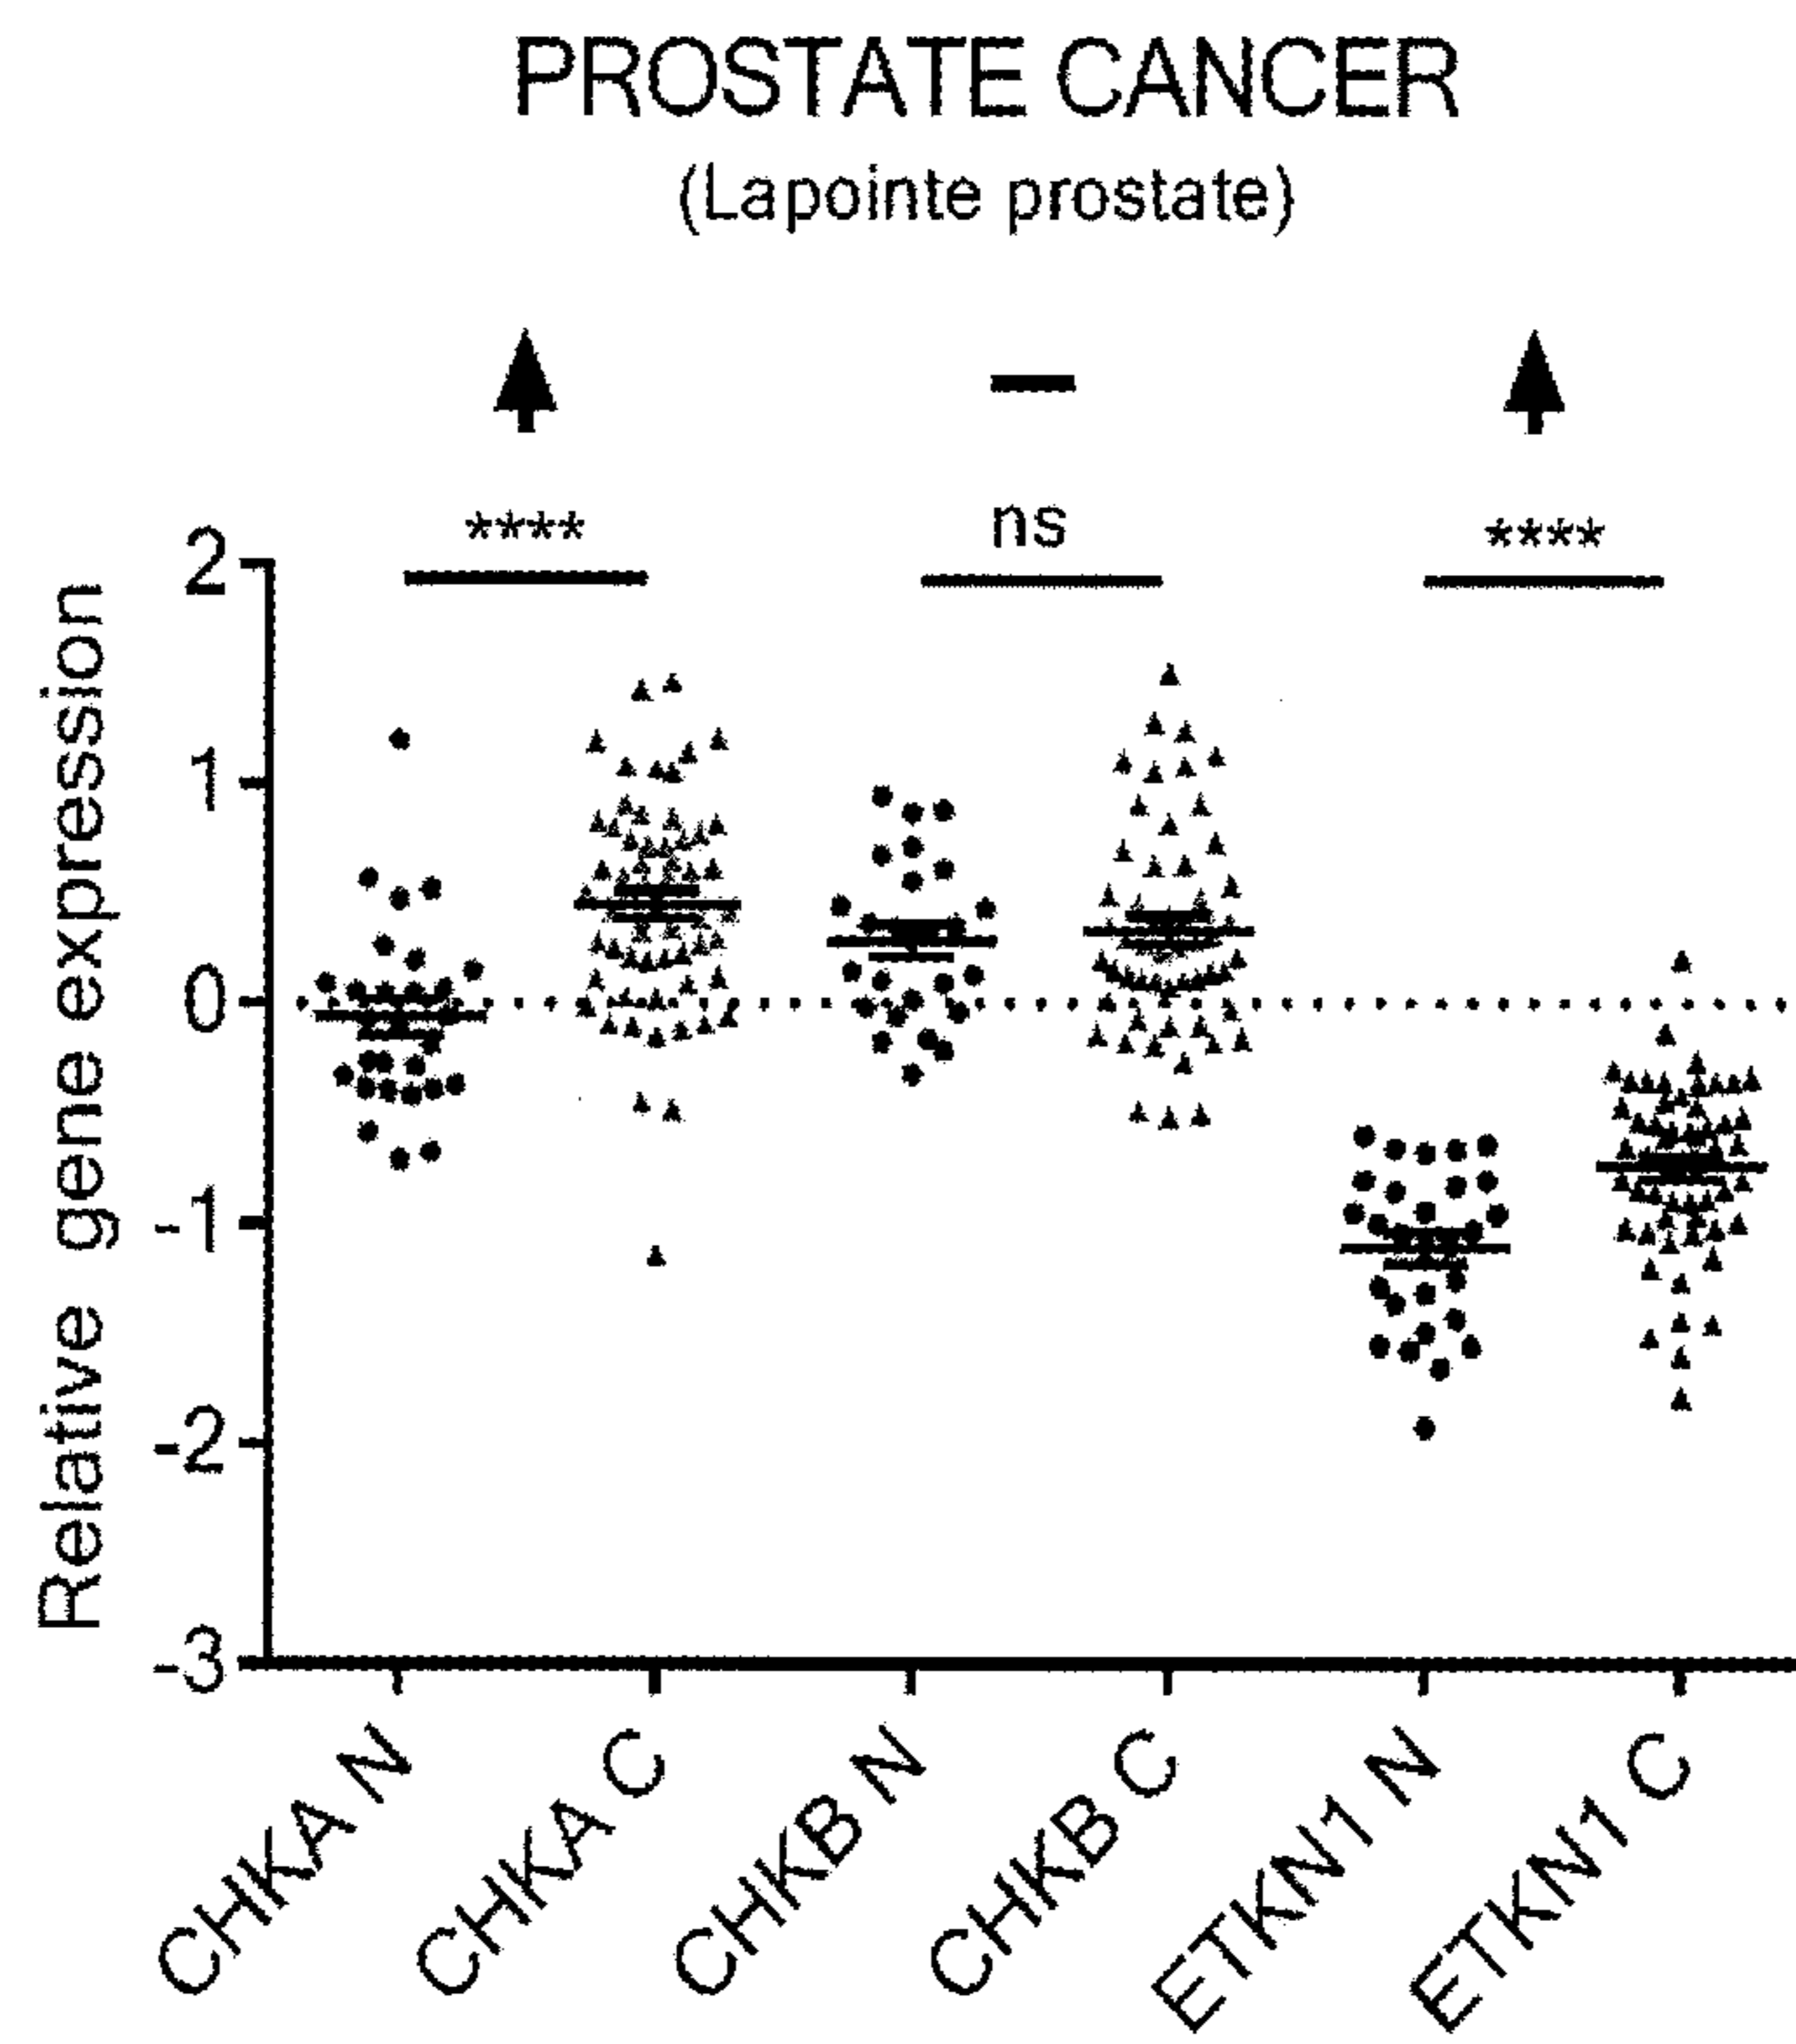 PROSTATE CANCER
(Lapointe prostate)
**** ns ****
Relative gene expression
2
1
0
-1
-2
-3
CHKA N
CHKA C
CHKB N
CHKB C
ETKN1 N
ETKN1 C